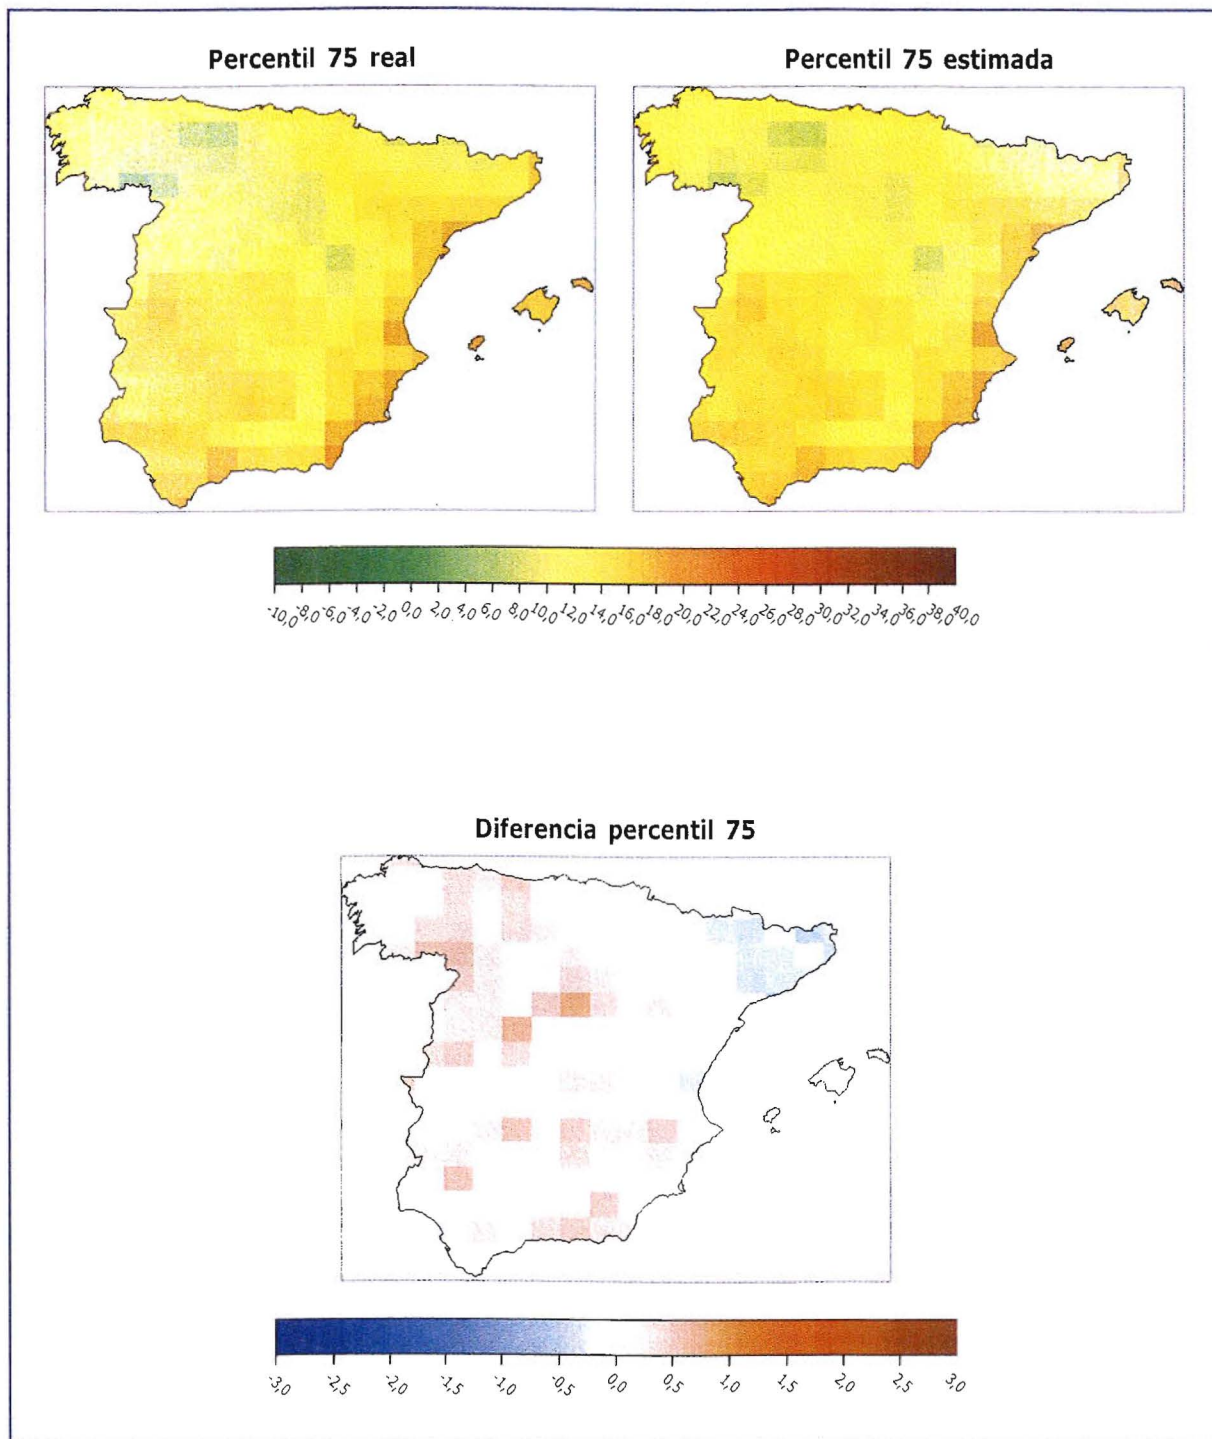 Percentil 75 real
Percentil 75 estimada
-10,0 -8,0 -6,0 -4,0 -2,0 0,0 2,0 4,0 6,0 8,0 10,0 12,0 14,0 16,0 18,0 20,0 22,0 24,0 26,0 28,0 30,0 32,0 34,0 36,0 38,0 40,0
Diferencia percentil 75
-3,0 -2,5 -2,0 -1,5 -1,0 -0,5 0,0 0,5 1,0 1,5 2,0 2,5 3,0